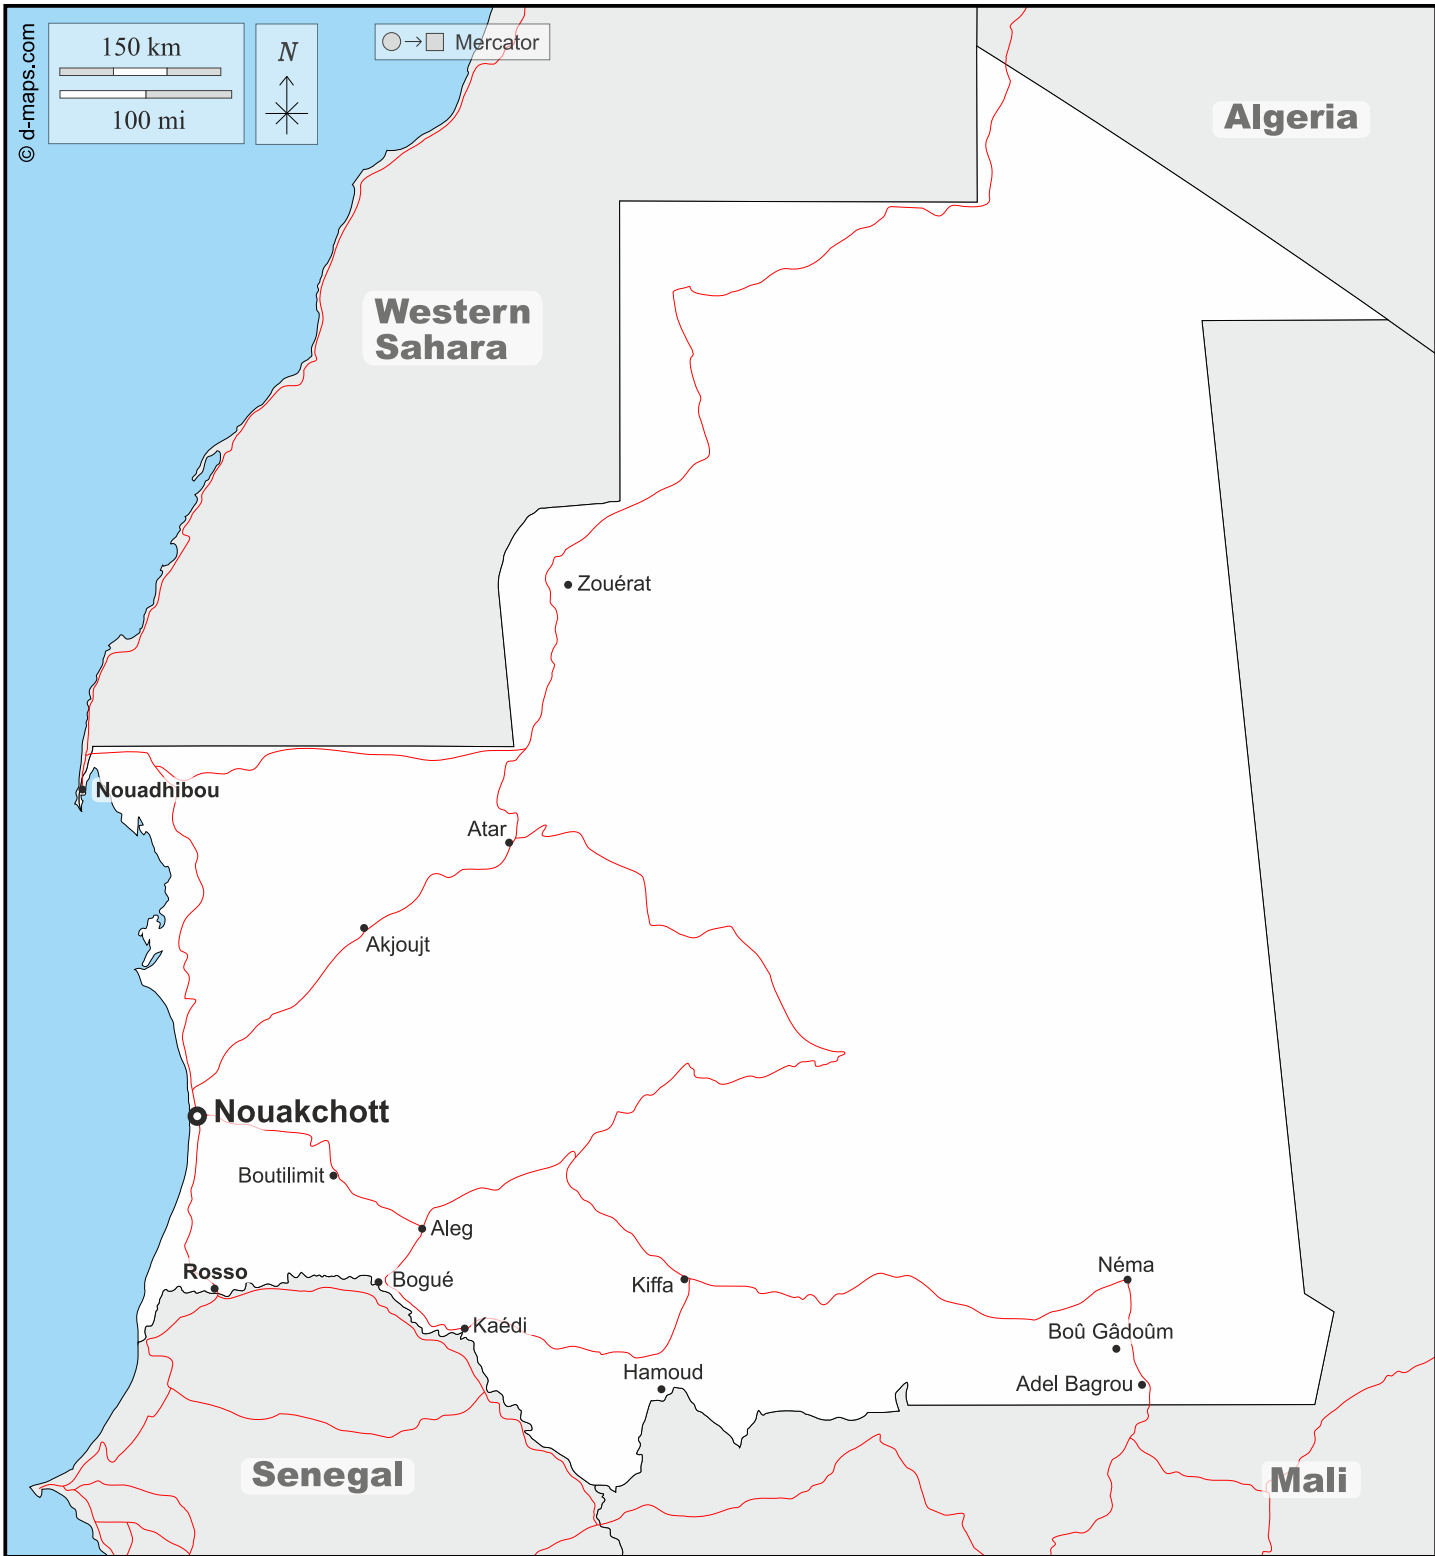 © d-maps.com
150 km
100 mi
N
Mercator
Algeria
Western
Sahara
Zouérat
Nouadhibou
Atar
Akjoujt
Nouakchott
Boutilimit
Aleg
Rosso
Bogué
Kiffa
Néma
Kaédi
Boû Gâdoûm
Hamoud
Adel Bagrou
Senegal
Mali